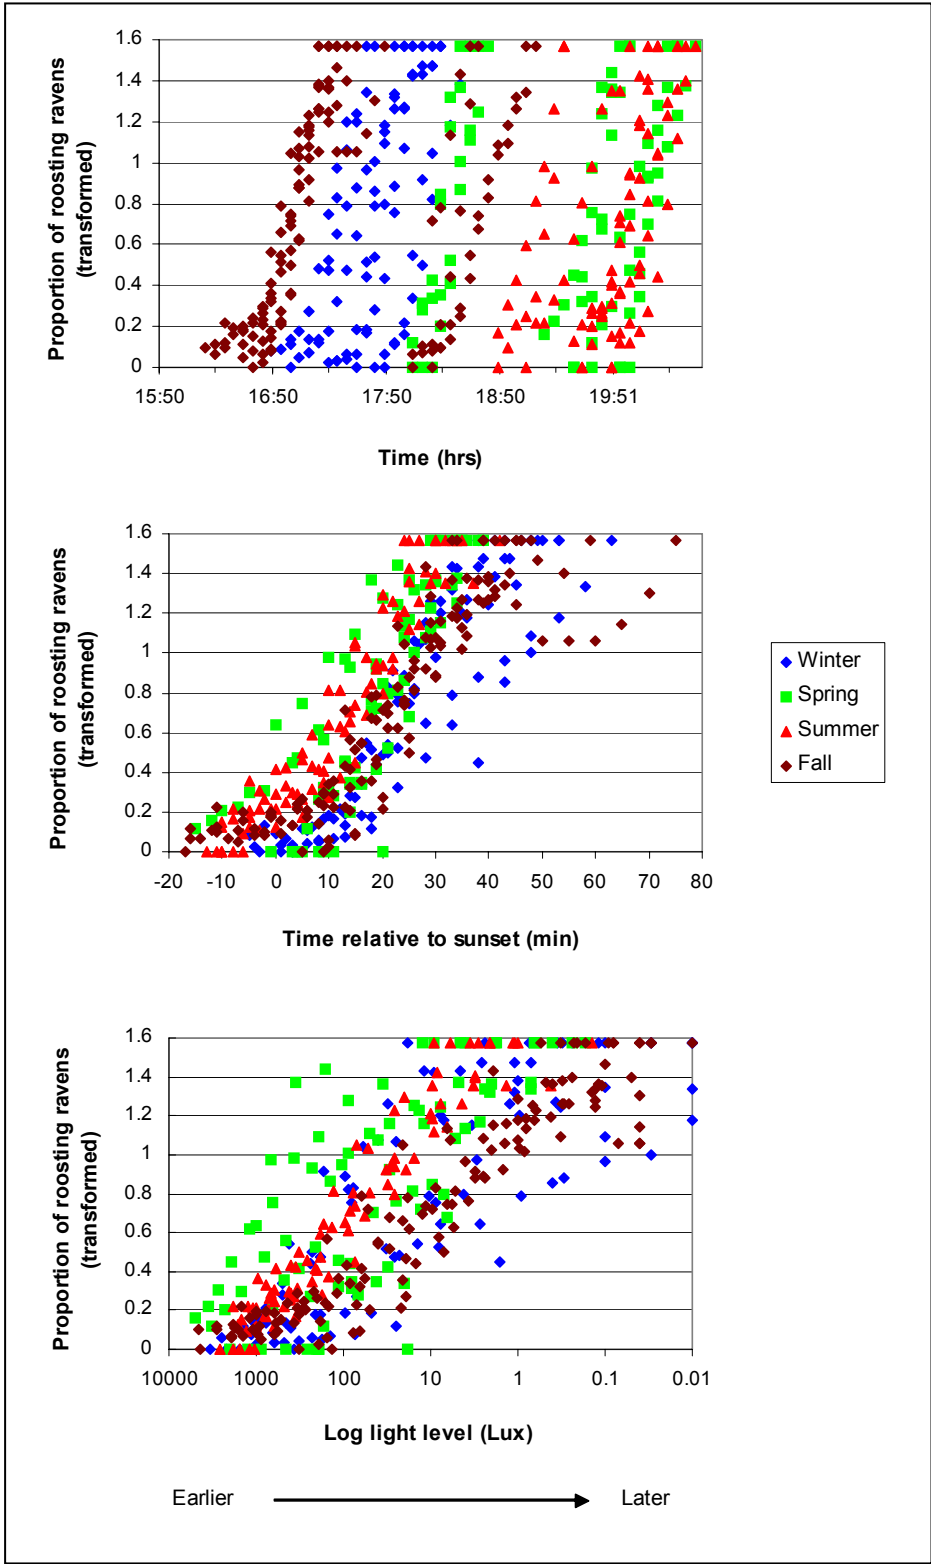 1.6
1.4
1.2
1
0.8
0.6
0.4
0.2
0
Proportion of roosting ravens
(transformed)
15:50 16:50 17:50 18:50 19:51
Time (hrs)
1.6
1.4
1.2
1
0.8
0.6
0.4
0.2
0
Proportion of roosting ravens
(transformed)
-20 -10 0 10 20 30 40 50 60 70 80
Time relative to sunset (min)
Winter
Spring
Summer
Fall
1.6
1.4
1.2
1
0.8
0.6
0.4
0.2
0
Proportion of roosting ravens
(transformed)
10000 1000 100 10 1 0.1 0.01
Log light level (Lux)
Earlier Later